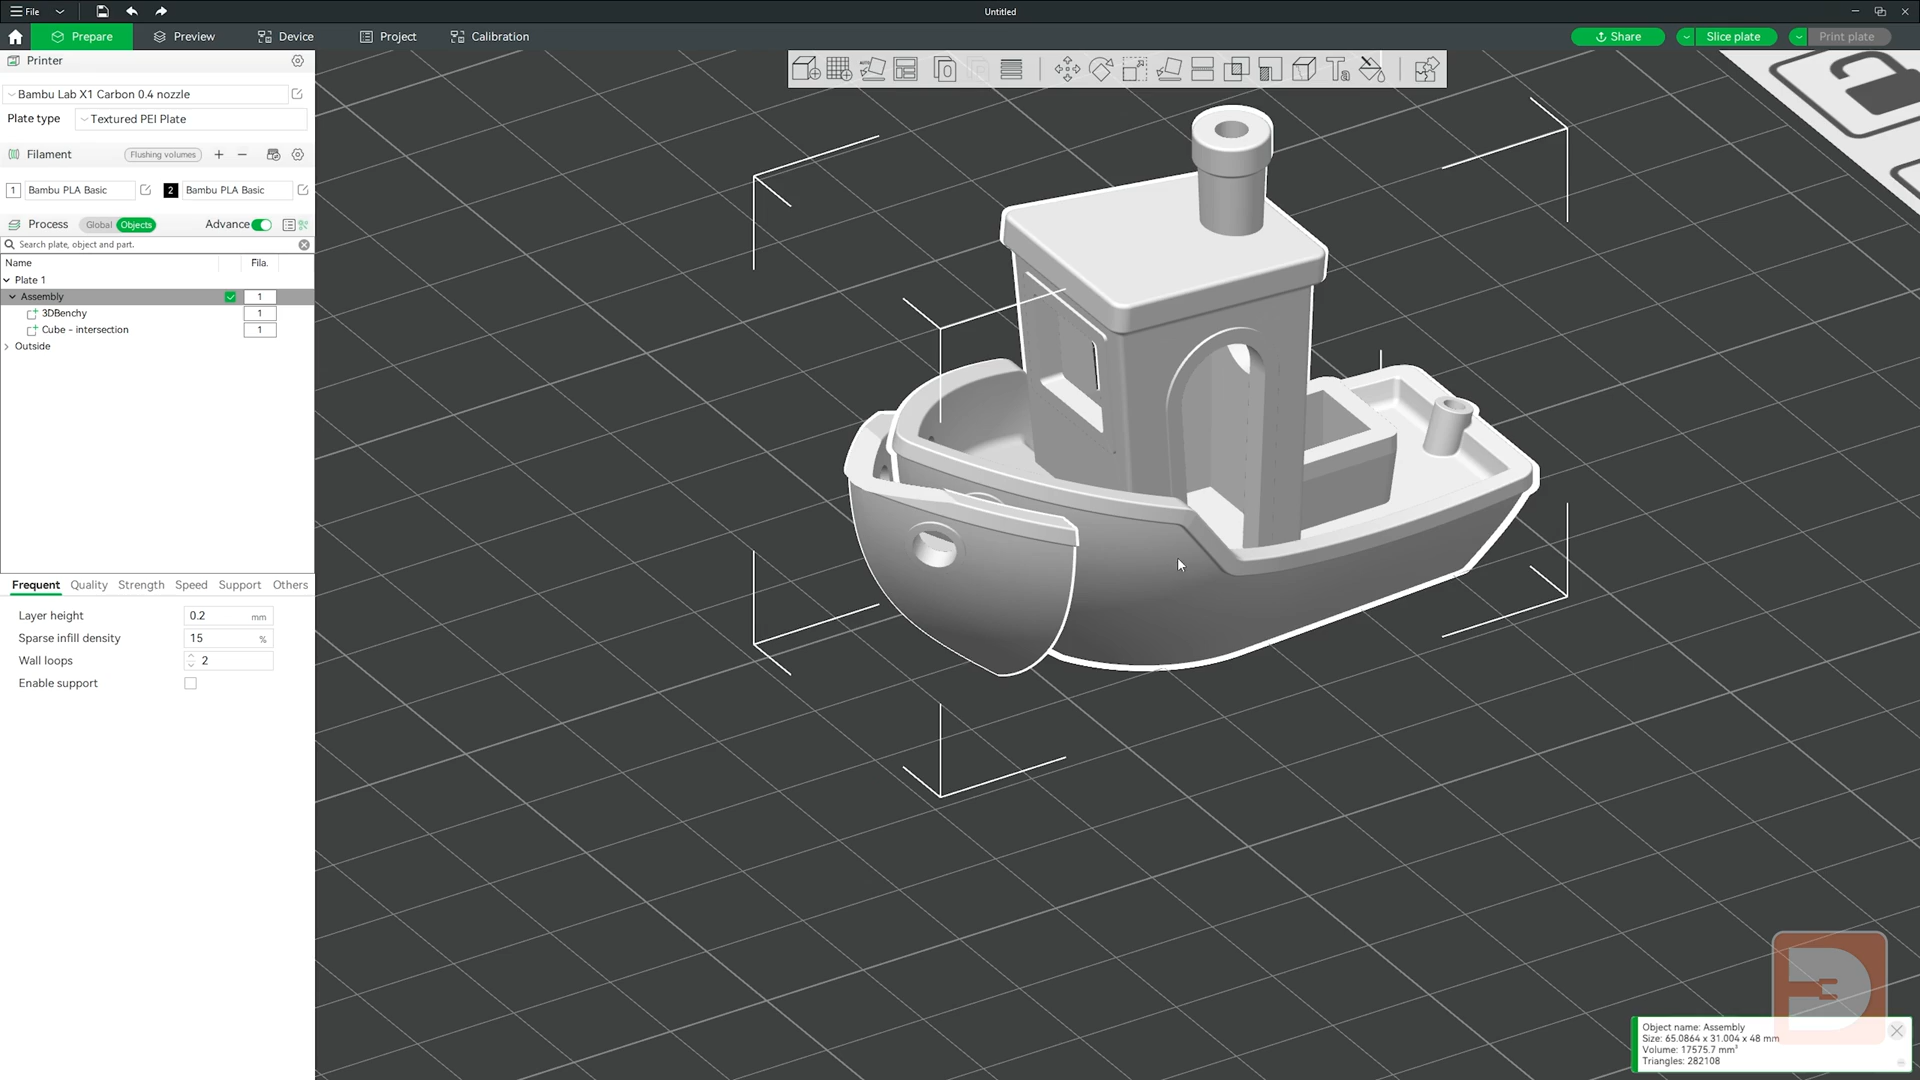 File
Untitled
Prepare
Preview
Device
Project
Calibration
Share
Slice plate
Print plate
Printer
Bambu Lab X1 Carbon 0.4 nozzle
Plate type
Textured PEI Plate
Filament
Flushing volumes
1 Bambu PLA Basic
2 Bambu PLA Basic
Process
Global Objects
Advance
Search plate, object and part.
Name Fila.
Plate 1
Assembly 1
3DBenchy 1
Cube - intersection 1
Outside
Frequent Quality Strength Speed Support Others
Layer height 0.2 mm
Sparse infill density 15 %
Wall loops 2
Enable support
Object name: Assembly
Size: 65.0864 x 31.004 x 48 mm
Volume: 17575.7 mm³
Triangles: 282108